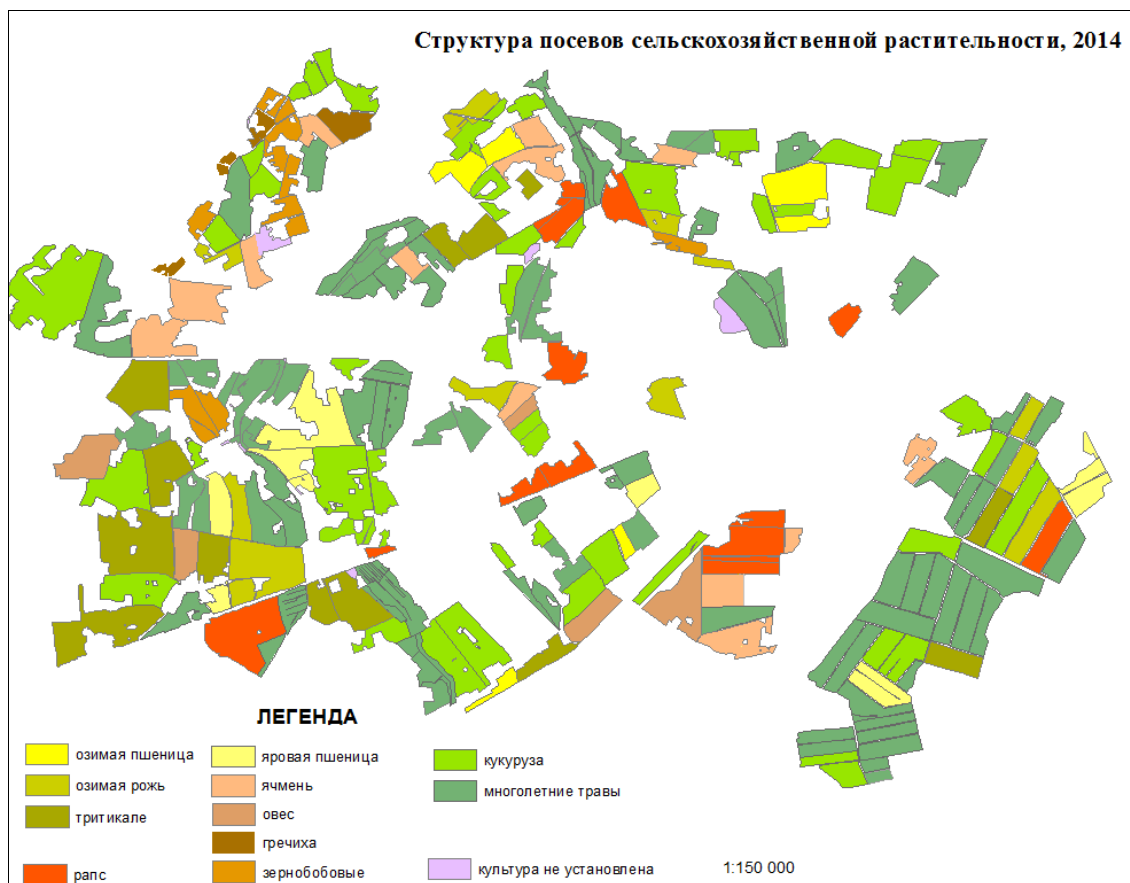 Структура посевов сельскохозяйственной растительности, 2014
ЛЕГЕНДА
озимая пшеница
яровая пшеница
кукуруза
озимая рожь
ячмень
многолетние травы
тритикале
овес
гречиха
рапс
зернобобовые
культура не установлена
1:150 000